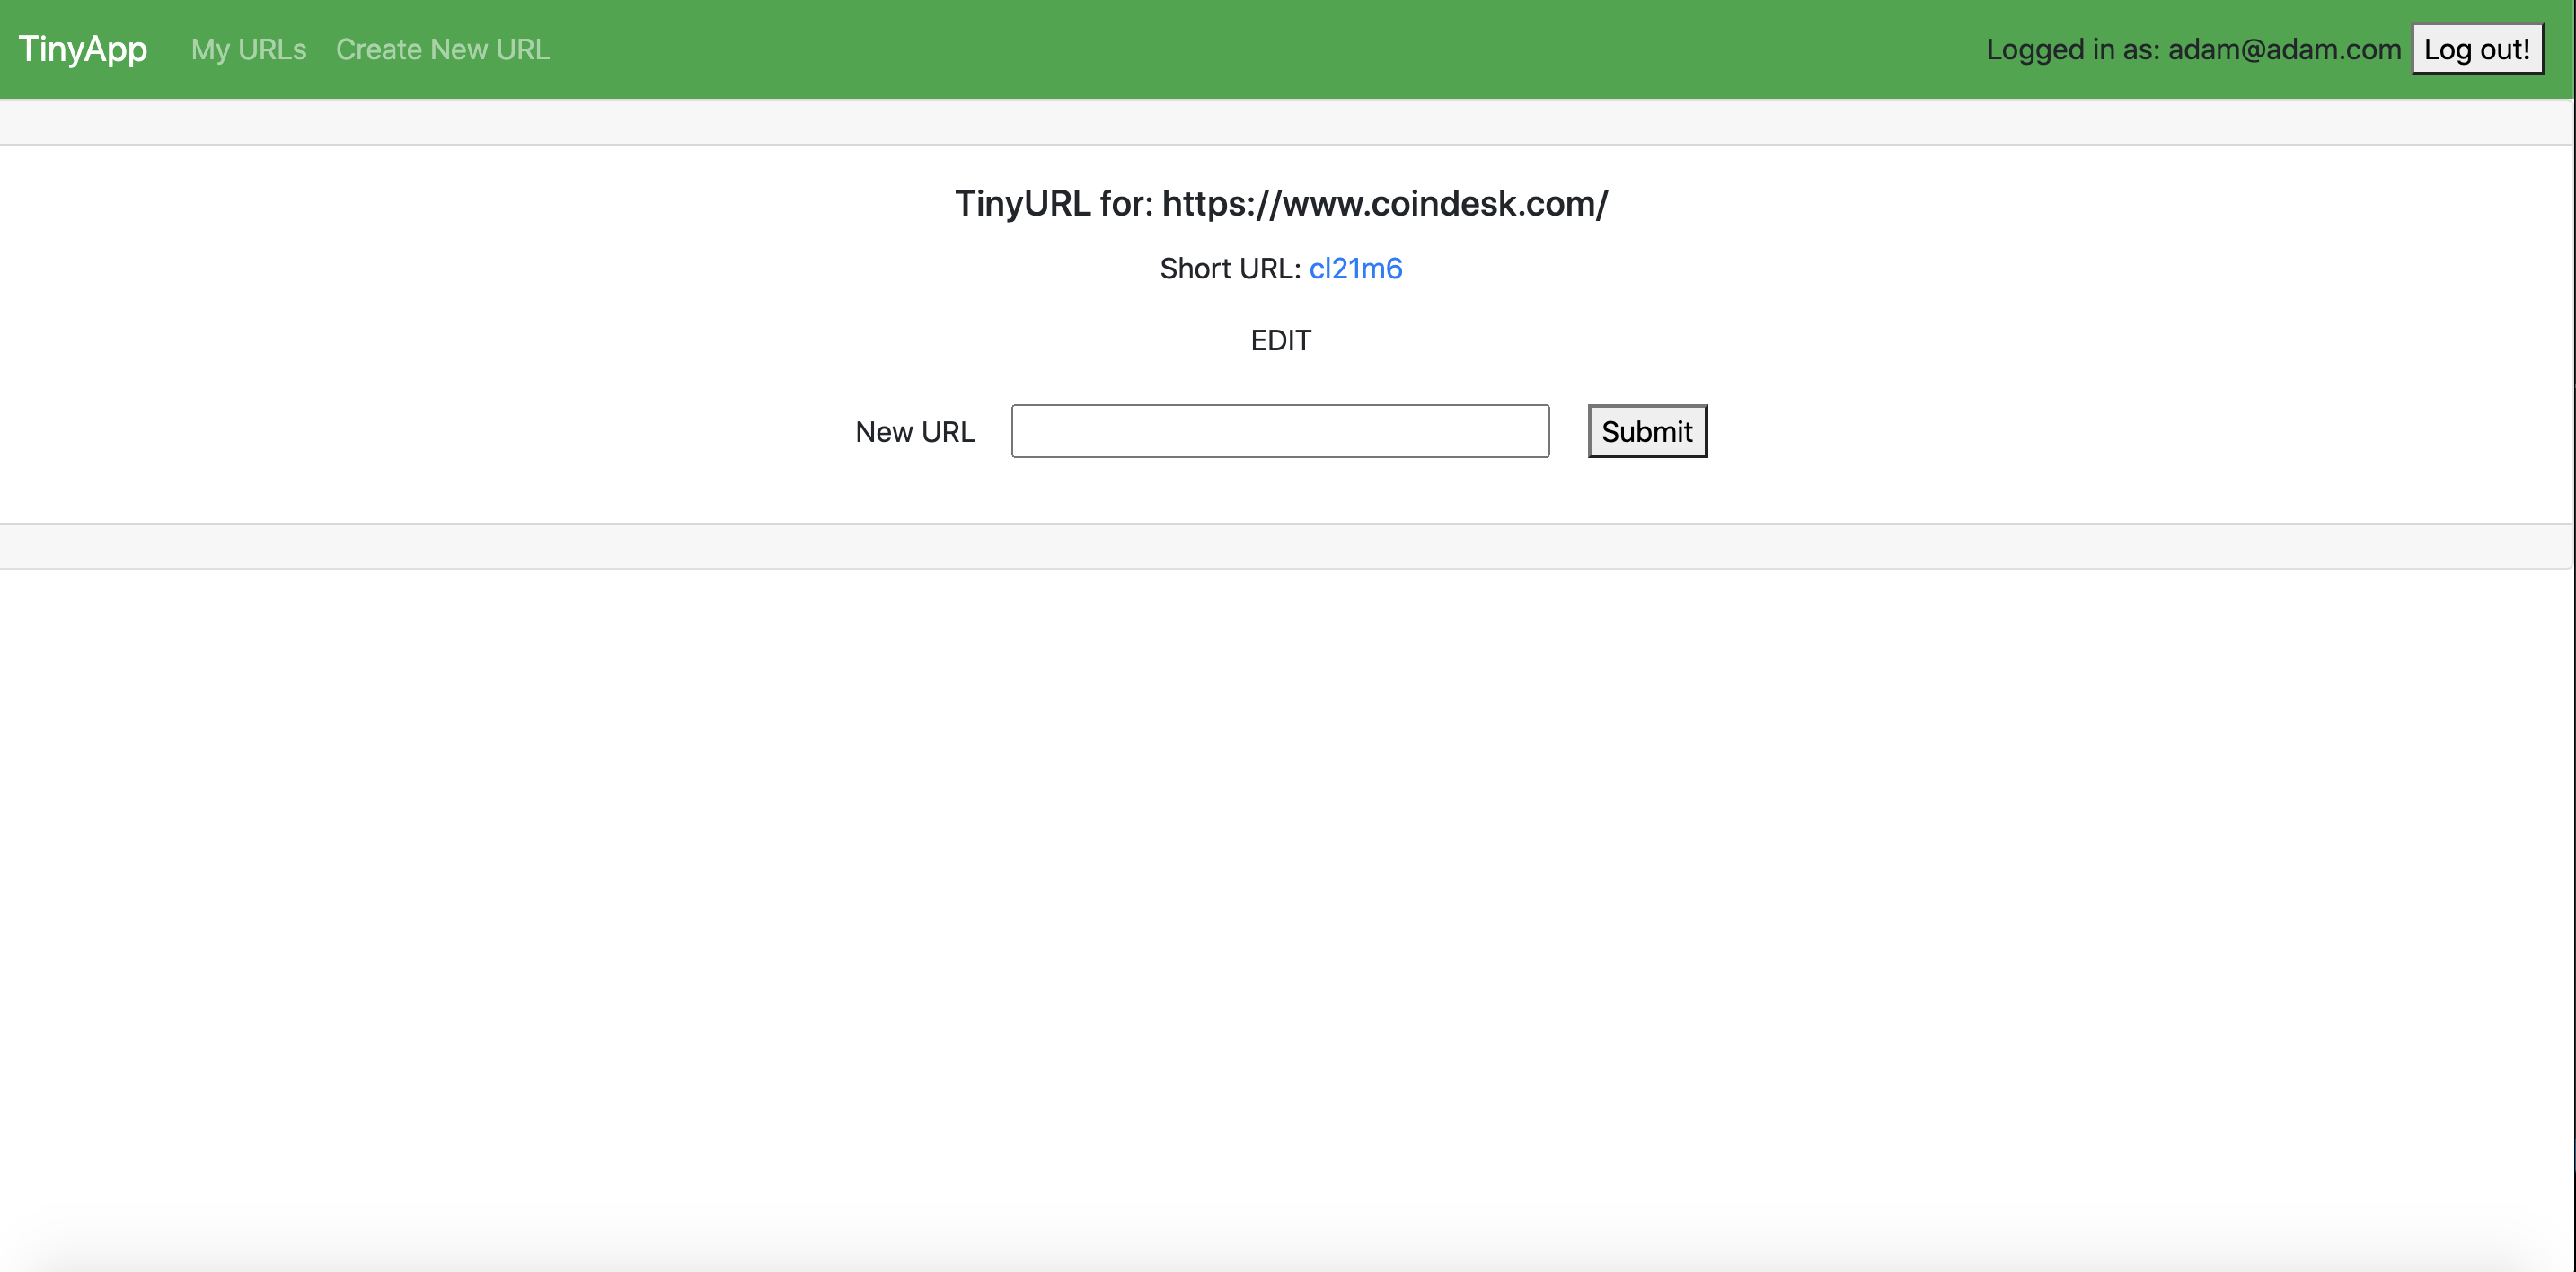 TinyApp My URLs Create New URL Logged in as: adam@adam.com Log out!
TinyURL for: https://www.coindesk.com/
Short URL: cl21m6
EDIT
New URL Submit